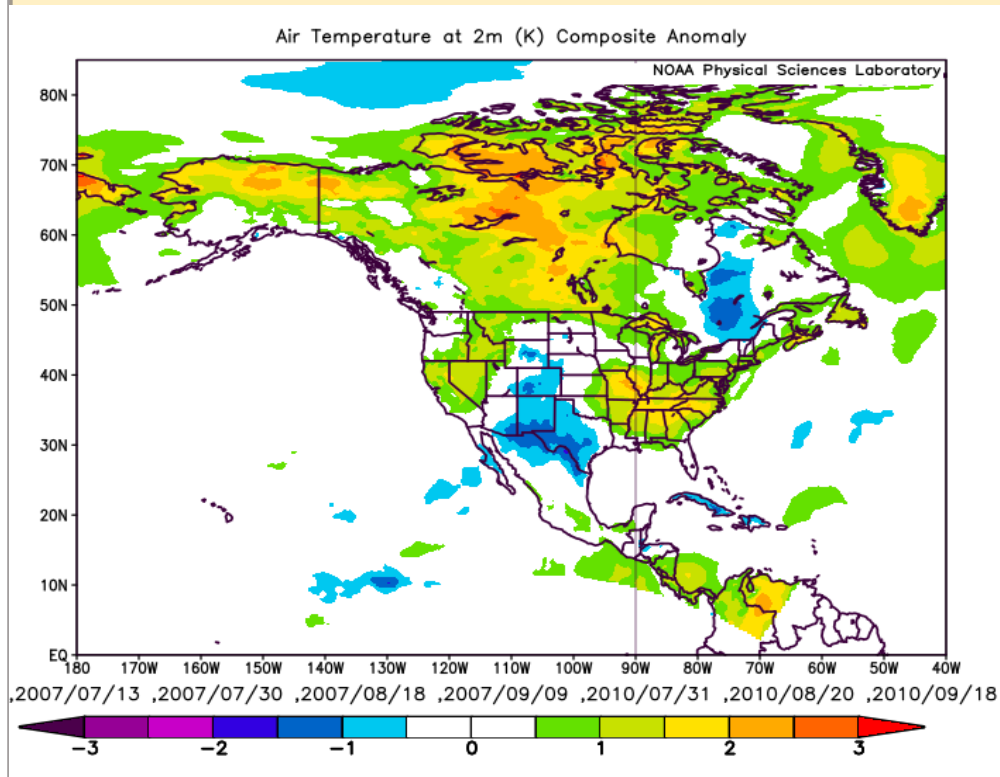 Air Temperature at 2m (K) Composite Anomaly
NOAA Physical Sciences Laboratory
80N
70N
60N
50N
40N
30N
20N
10N
EQ
180 170W 160W 150W 140W 130W 120W 110W 100W 90W 80W 70W 60W 50W 40W
,2007/07/13 ,2007/07/30 ,2007/08/18 ,2007/09/09 ,2010/07/31 ,2010/08/20 ,2010/09/18
-3 -2 -1 0 1 2 3